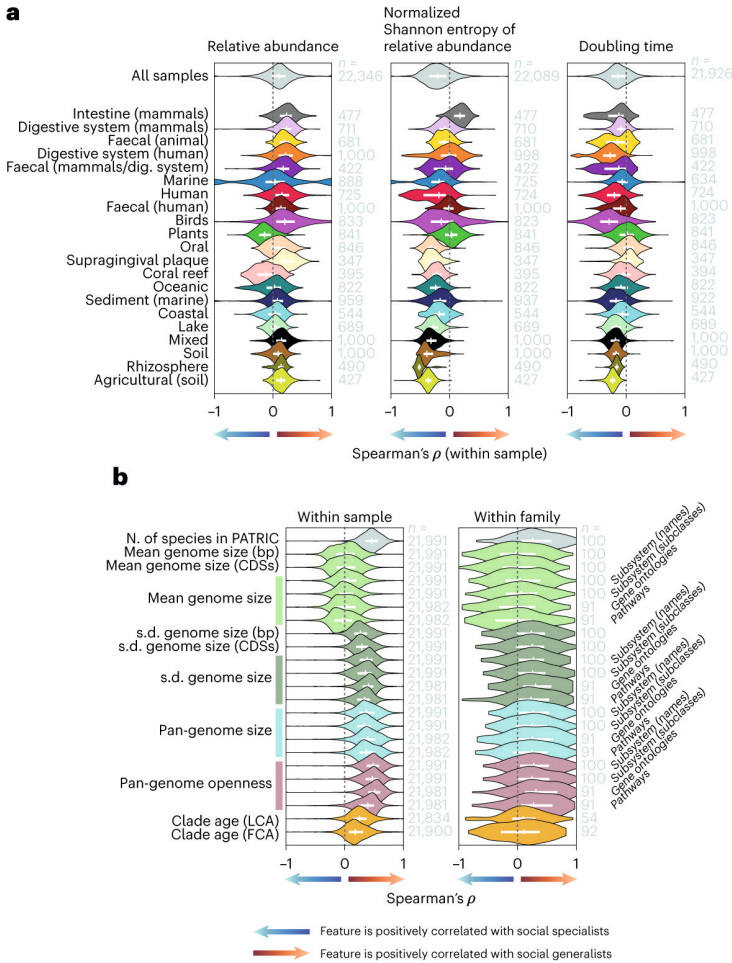 a
Relative abundance
Normalized
Shannon entropy of
relative abundance
Doubling time
n =
n =
n =
All samples 22,346 22,089 21,926
Intestine (mammals) 477 477 477
Digestive system (mammals) 711 710 710
Faecal (animal) 681 681 681
Digestive system (human) 998 998
Faecal (mammals/dig. system) 422 422
Marine 725 634
Human 725 724 724
Faecal (human) 1,000 1,000
Birds 823 823 823
Plants 841 841 841
Oral 846 846 846
Supragingival plaque 347 347 347
Coral reef 395 394
Oceanic 822 822 822
Sediment (marine) 959 937 922
Coastal 544 544 544
Lake 689 689 689
Mixed 1,000 1,000 1,000
Soil 1,000 1,000 1,000
Rhizosphere 490 490 490
Agricultural (soil) 427 427 427
−1 0 1 −1 0 1 −1 0 1
Spearman's ρ (within sample)
b
Within sample
Within family
n =
n =
N. of species in PATRIC 21,991 100
Mean genome size (bp) 21,991 100
Mean genome size (CDSs) 21,991 100
Mean genome size
21,991 100
21,991 100
91
21,982 91
s.d. genome size (bp) 21,991 100
s.d. genome size (CDSs) 21,991 100
s.d. genome size
21,991 100
21,991 100
21,981 91
21,981 91
Pan-genome size
21,991 100
21,991 100
21,982 91
21,982 91
Pan-genome openness
21,991 100
21,991 100
21,981 91
21,981 91
Clade age (LCA) 21,834 54
Clade age (FCA) 21,900 92
Subsystem (names)
Subsystem (subclasses)
Gene ontologies
Pathways
Subsystem (names)
Subsystem (subclasses)
Gene ontologies
Pathways
Subsystem (names)
Subsystem (subclasses)
Gene ontologies
Pathways
Subsystem (names)
Subsystem (subclasses)
Gene ontologies
Pathways
−1 0 1 −1 0 1
Spearman's ρ
Feature is positively correlated with social specialists
Feature is positively correlated with social generalists